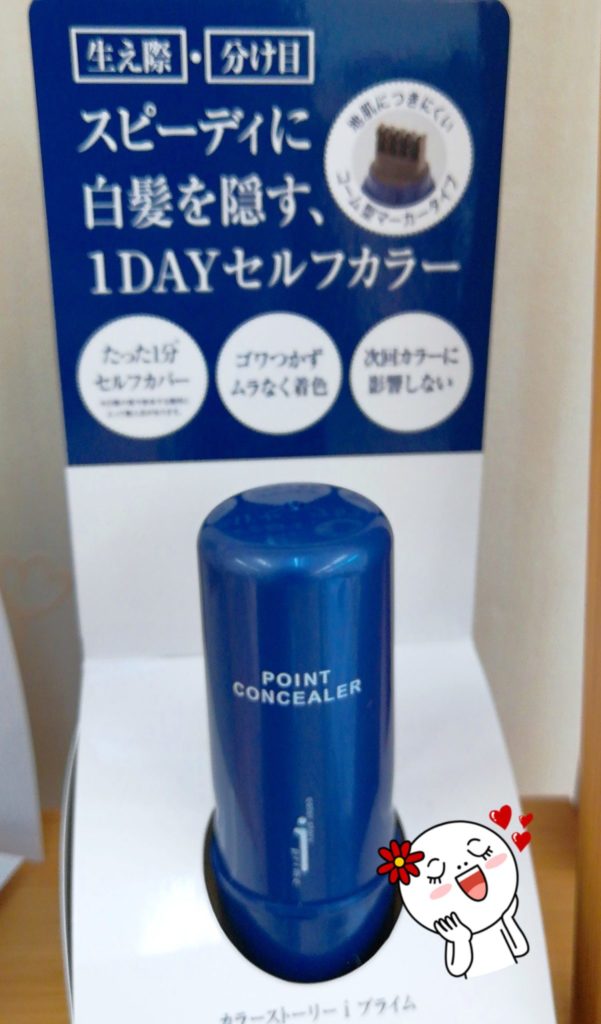 生え際・分け目
スピーディに
白髪を隠す、
1DAYセルフカラー
地肌につきにくい
コーム型マーカータイプ
たった1分
セルフカバー
ゴワつかず
ムラなく着色
次回カラーに
影響しない
POINT
CONCEALER
カラーストーリー i プライム